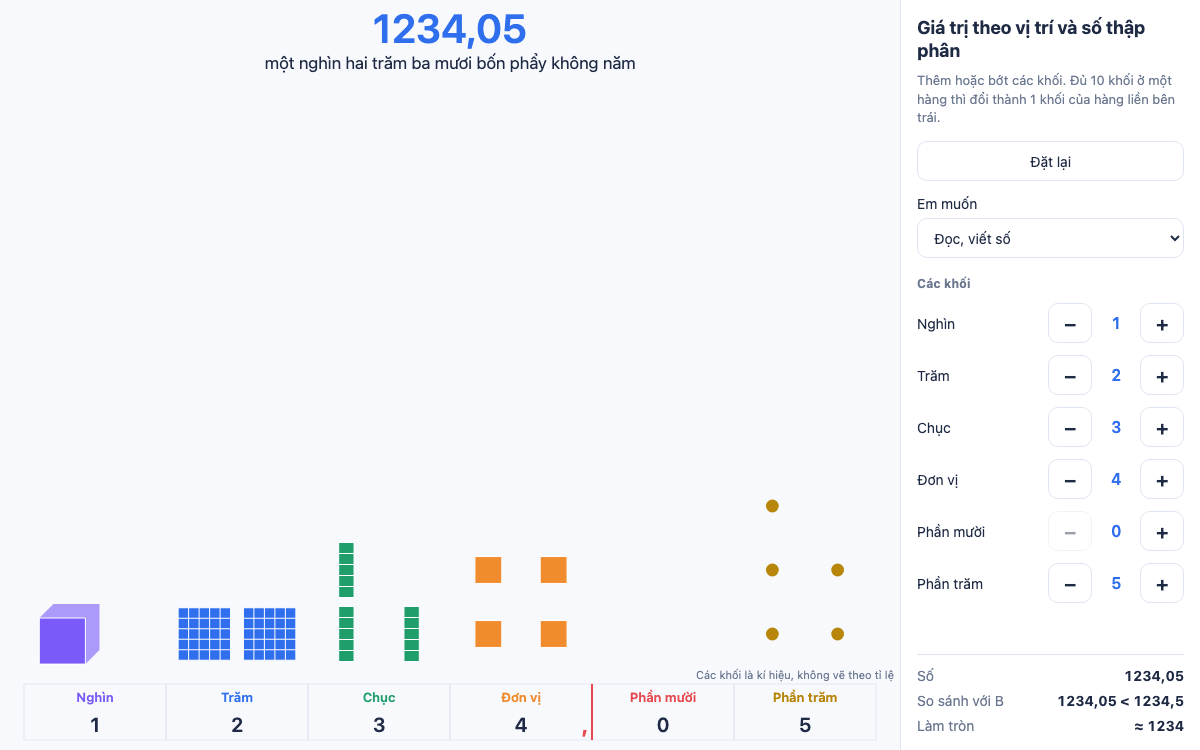 1234,05
một nghìn hai trăm ba mươi bốn phẩy không năm
Các khối là kí hiệu, không vẽ theo tỉ lệ
Nghìn
Trăm
Chục
Đơn vị
Phần mười
Phần trăm
1
2
3
4
,
0
5
Giá trị theo vị trí và số thập
phân
Thêm hoặc bớt các khối. Đủ 10 khối ở một
hàng thì đổi thành 1 khối của hàng liền bên
trái.
Đặt lại
Em muốn
Đọc, viết số
Các khối
Nghìn − 1 +
Trăm − 2 +
Chục − 3 +
Đơn vị − 4 +
Phần mười − 0 +
Phần trăm − 5 +
Số 1234,05
So sánh với B 1234,05 < 1234,5
Làm tròn ≈ 1234